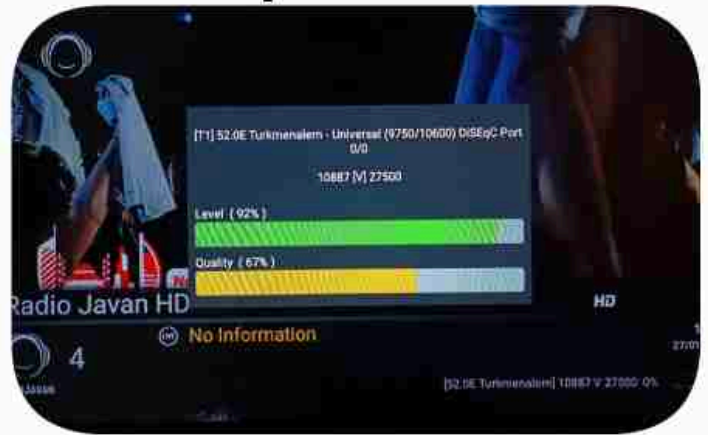 [T1] 52.0E Turkmenalem - Universal (9750/10600) DiSEqC Port
0/0
10887 [V] 27500
Level ( 92% )
Quality ( 67% )
Radio Javan HD
HD
No Information
4
[52.0E Turkmenalem] 10887 V 27500 0%